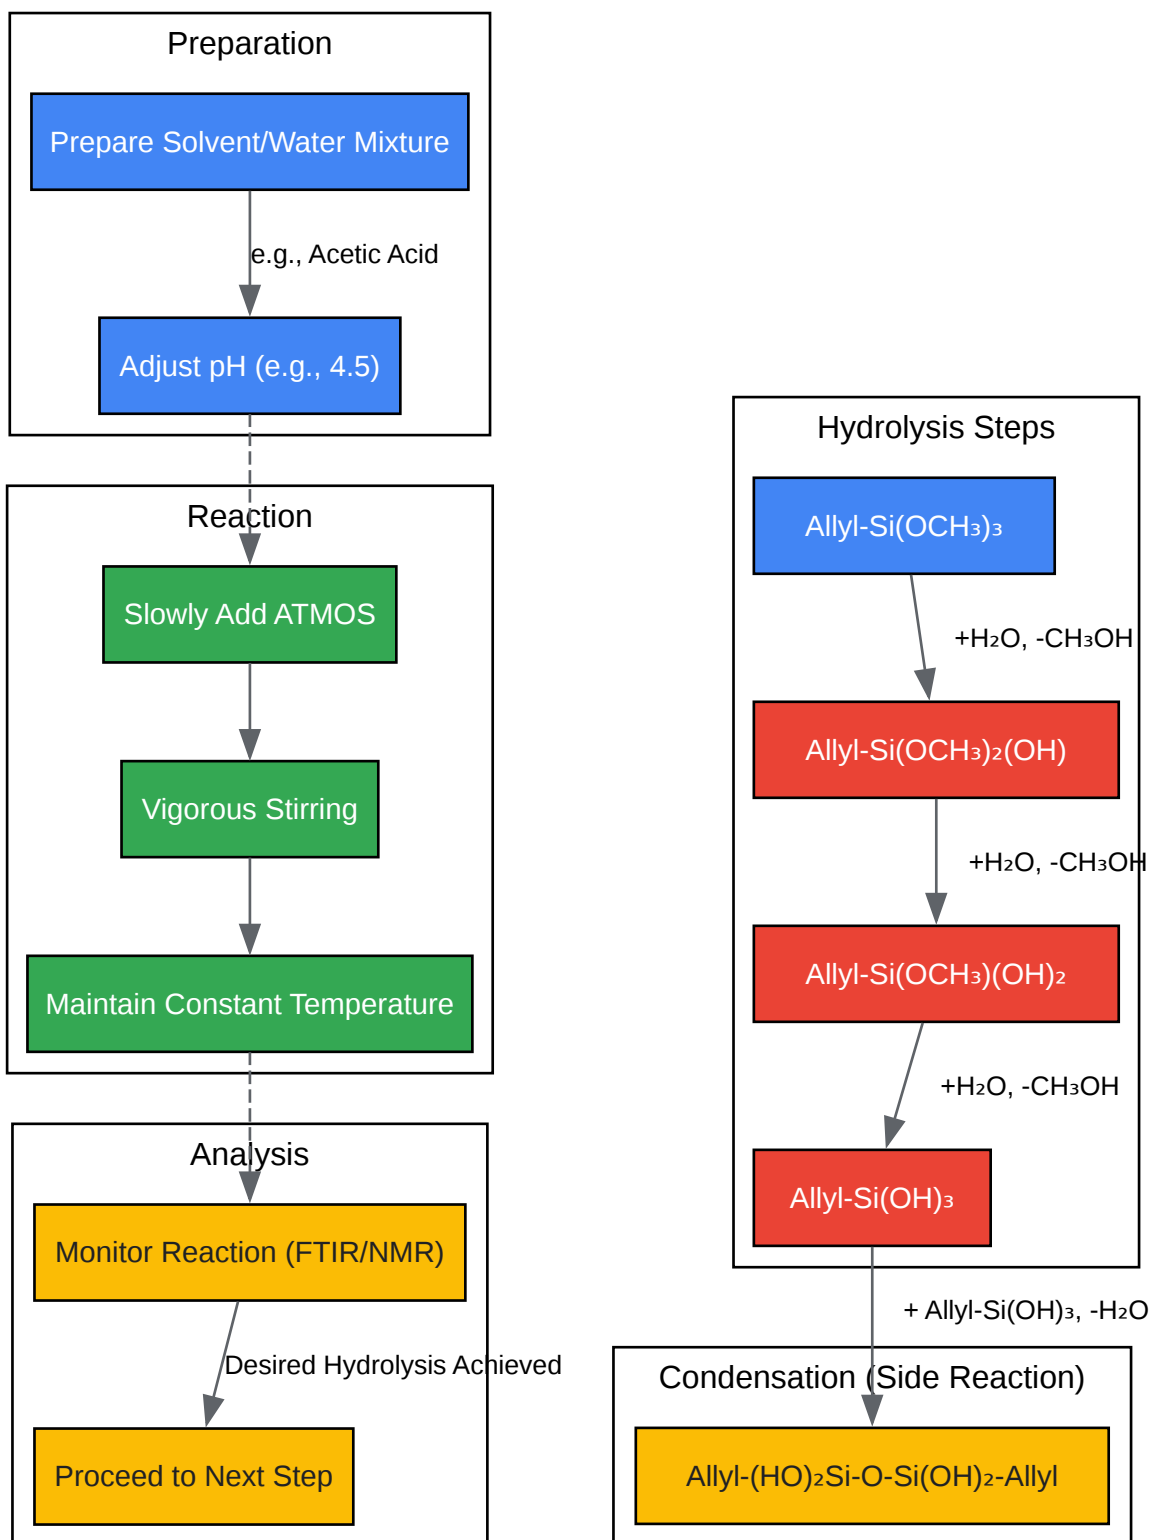 Preparation
Prepare Solvent/Water Mixture
e.g., Acetic Acid
Adjust pH (e.g., 4.5)
Reaction
Slowly Add ATMOS
Vigorous Stirring
Maintain Constant Temperature
Analysis
Monitor Reaction (FTIR/NMR)
Desired Hydrolysis Achieved
Proceed to Next Step
Hydrolysis Steps
Allyl-Si(OCH₃)₃
+H₂O, -CH₃OH
Allyl-Si(OCH₃)₂(OH)
+H₂O, -CH₃OH
Allyl-Si(OCH₃)(OH)₂
+H₂O, -CH₃OH
Allyl-Si(OH)₃
+ Allyl-Si(OH)₃, -H₂O
Condensation (Side Reaction)
Allyl-(HO)₂Si-O-Si(OH)₂-Allyl